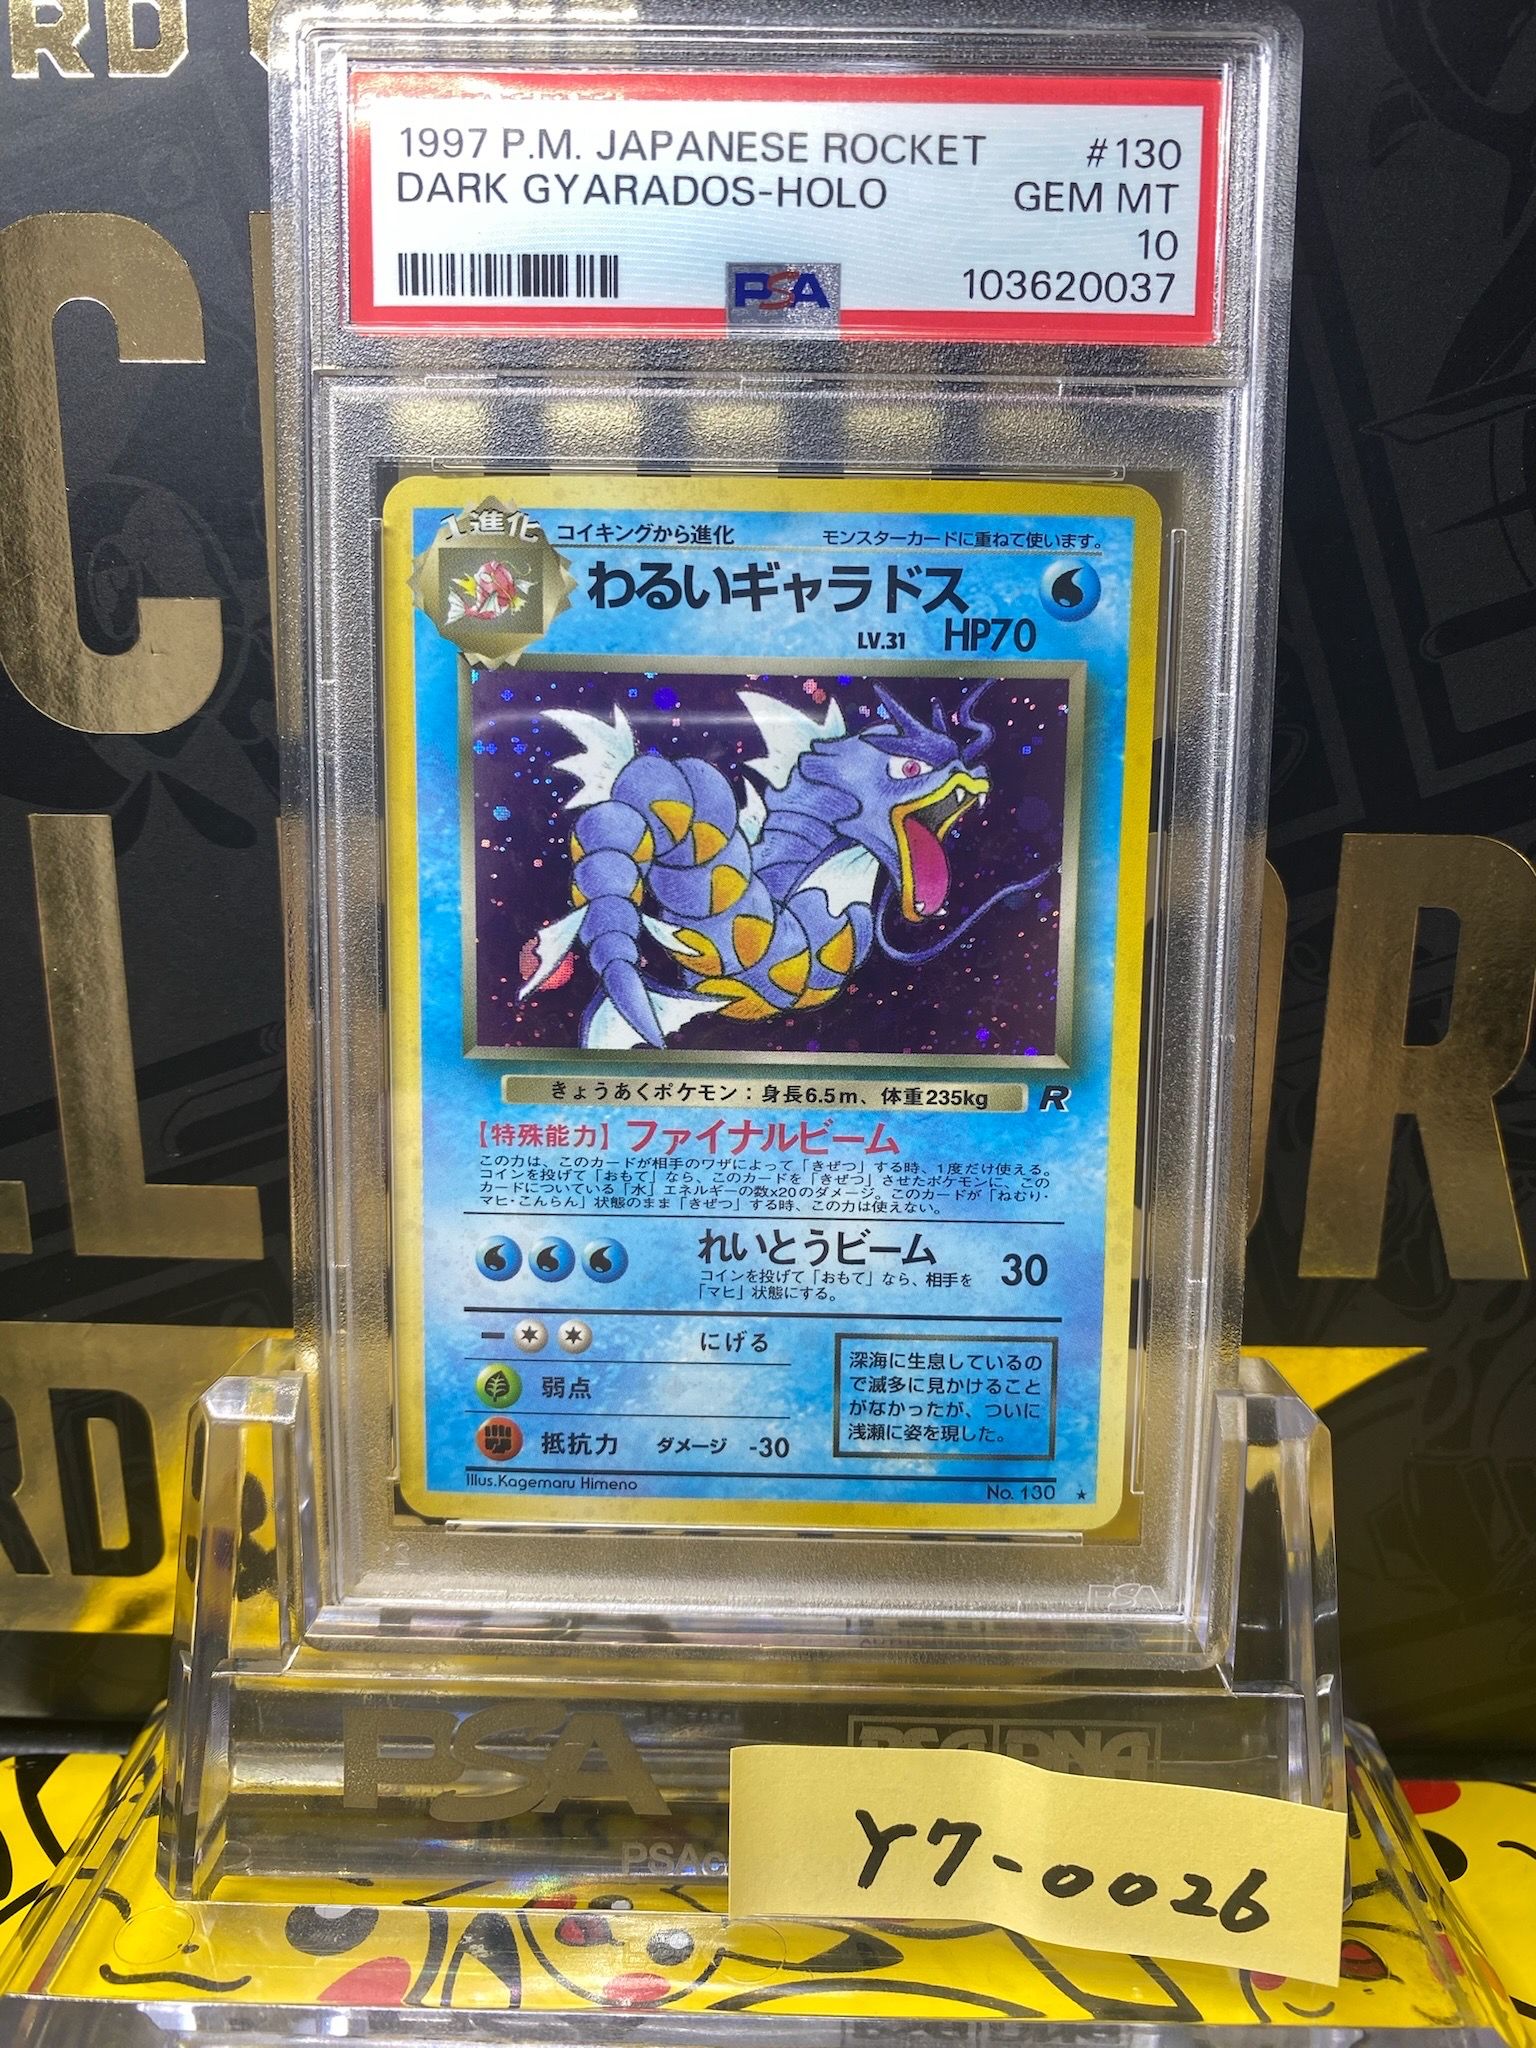 1997 P.M. JAPANESE ROCKET #130
DARK GYARADOS-HOLO GEM MT
10
PSA 103620037
1進化 コイキングから進化 モンスターカードに重ねて使います。
わるいギャラドス
LV.31 HP70
きょうあくポケモン：身長6.5m、体重235kg R
【特殊能力】ファイナルビーム
この力は、このカードが相手のワザによって「きぜつ」する時、1度だけ使える。
コインを投げて「おもて」なら、このカードを「きぜつ」させたポケモンに、この
カードについている「水」エネルギーの数x20のダメージ。このカードが「ねむり・
マヒ・こんらん」状態のまま「きぜつ」する時、この力は使えない。
れいとうビーム 30
コインを投げて「おもて」なら、相手を
「マヒ」状態にする。
にげる
弱点
抵抗力 ダメージ -30
深海に生息しているの
で滅多に見かけること
がなかったが、ついに
浅瀬に姿を現した。
Illus.Kagemaru Himeno No. 130 ★
PSA
PSA
Y7-0026